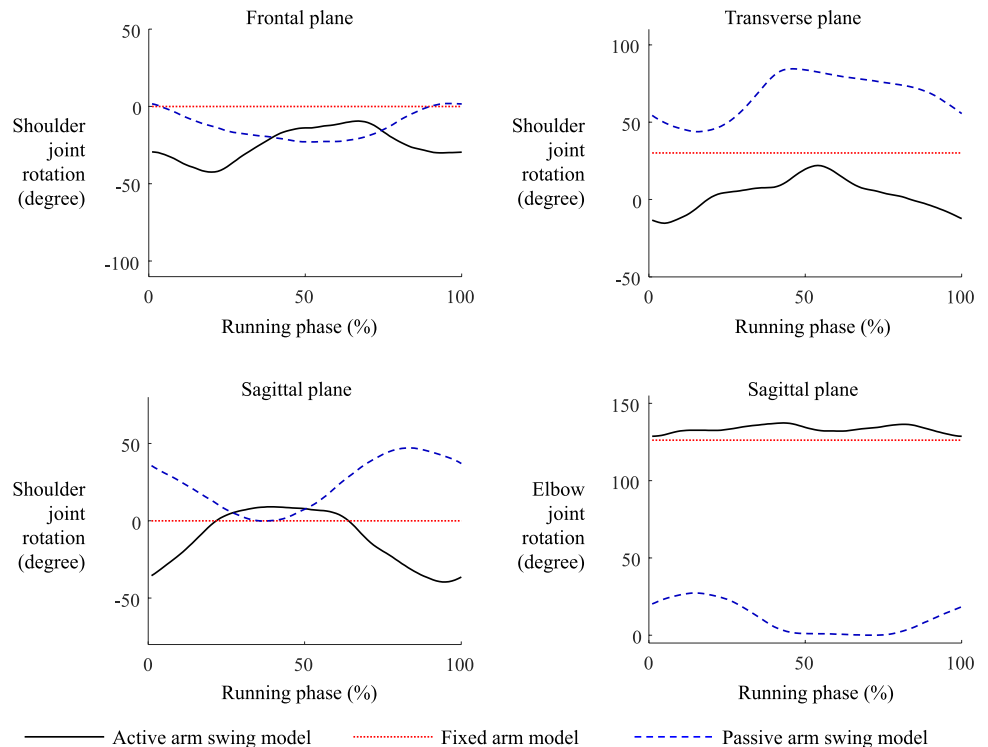 Frontal plane
50
0
-50
-100
Shoulder
joint
rotation
(degree)
0 50 100
Running phase (%)
Transverse plane
100
50
0
-50
Shoulder
joint
rotation
(degree)
0 50 100
Running phase (%)
Sagittal plane
50
0
-50
Shoulder
joint
rotation
(degree)
0 50 100
Running phase (%)
Sagittal plane
150
100
50
0
Elbow
joint
rotation
(degree)
0 50 100
Running phase (%)
Active arm swing model Fixed arm model Passive arm swing model